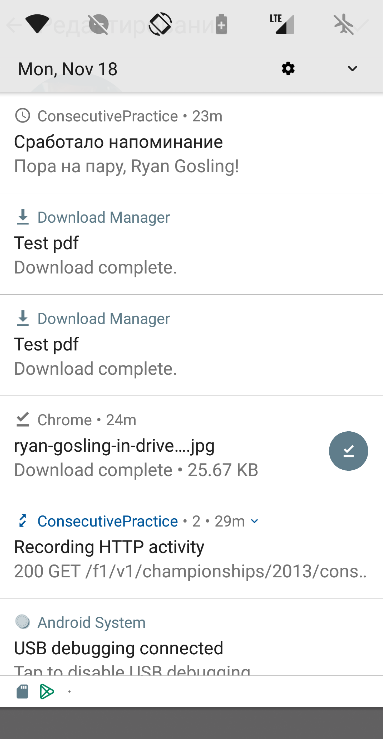 Редактирование
LTE
Mon, Nov 18
ConsecutivePractice • 23m
Сработало напоминание
Пора на пару, Ryan Gosling!
Download Manager
Test pdf
Download complete.
Download Manager
Test pdf
Download complete.
Chrome • 24m
ryan-gosling-in-drive....jpg
Download complete • 25.67 KB
ConsecutivePractice • 2 • 29m
Recording HTTP activity
200 GET /f1/v1/championships/2013/cons..
Android System
USB debugging connected
Tap to disable USB debugging